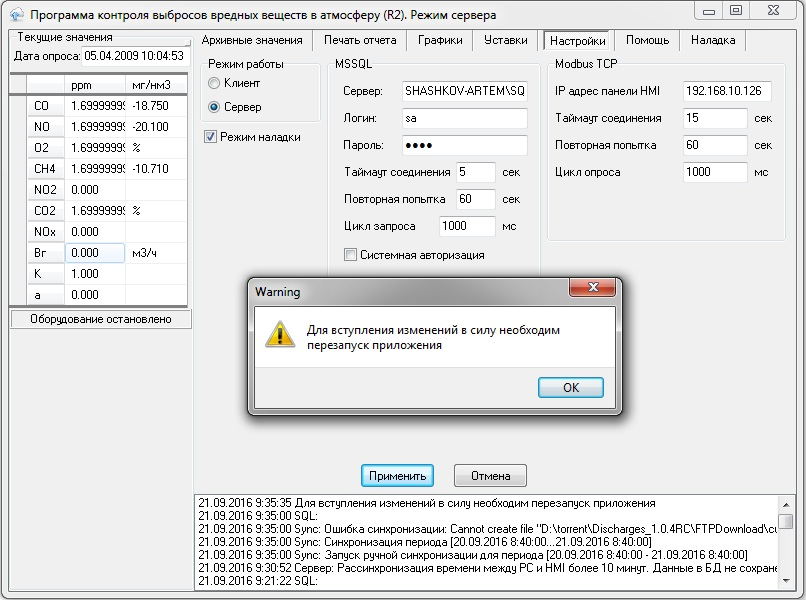 Программа контроля выбросов вредных веществ в атмосферу (R2). Режим сервера
Текущие значения
Дата опроса: 05.04.2009 10:04:53
ppm мг/нм3
CO 1.69999999 -18.750
NO 1.69999999 -20.100
O2 1.69999999 %
CH4 1.69999999 -10.710
NO2 0.000
CO2 1.69999999 %
NOx 0.000
Вг 0.000 м3/ч
K 1.000
a 0.000
Оборудование остановлено
Архивные значения Печать отчета Графики Уставки Настройки Помощь Наладка
Режим работы
Клиент
Сервер
Режим наладки
MSSQL
Сервер: SHASHKOV-ARTEM\SQ
Логин: sa
Пароль: ••••
Таймаут соединения 5 сек
Повторная попытка 60 сек
Цикл запроса 1000 мс
Системная авторизация
Modbus TCP
IP адрес панели HMI 192.168.10.126
Таймаут соединения 15 сек
Повторная попытка 60 сек
Цикл опроса 1000 мс
Warning
Для вступления изменений в силу необходим
перезапуск приложения
OK
Применить Отмена
21.09.2016 9:35:35 Для вступления изменений в силу необходим перезапуск приложения
21.09.2016 9:35:00 SQL:
21.09.2016 9:35:00 Sync: Ошибка синхронизации: Cannot create file "D:\torrent\Discharges_1.0.4RC\FTPDownload\cu
21.09.2016 9:35:00 Sync: Синхронизация периода [20.09.2016 8:40:00...21.09.2016 8:40:00]
21.09.2016 9:35:00 Sync: Запуск ручной синхронизации для периода [20.09.2016 8:40:00 - 21.09.2016 8:40:00]
21.09.2016 9:30:52 Сервер: Рассинхронизация времени между PC и HMI более 10 минут. Данные в БД не сохране
21.09.2016 9:21:22 SQL: